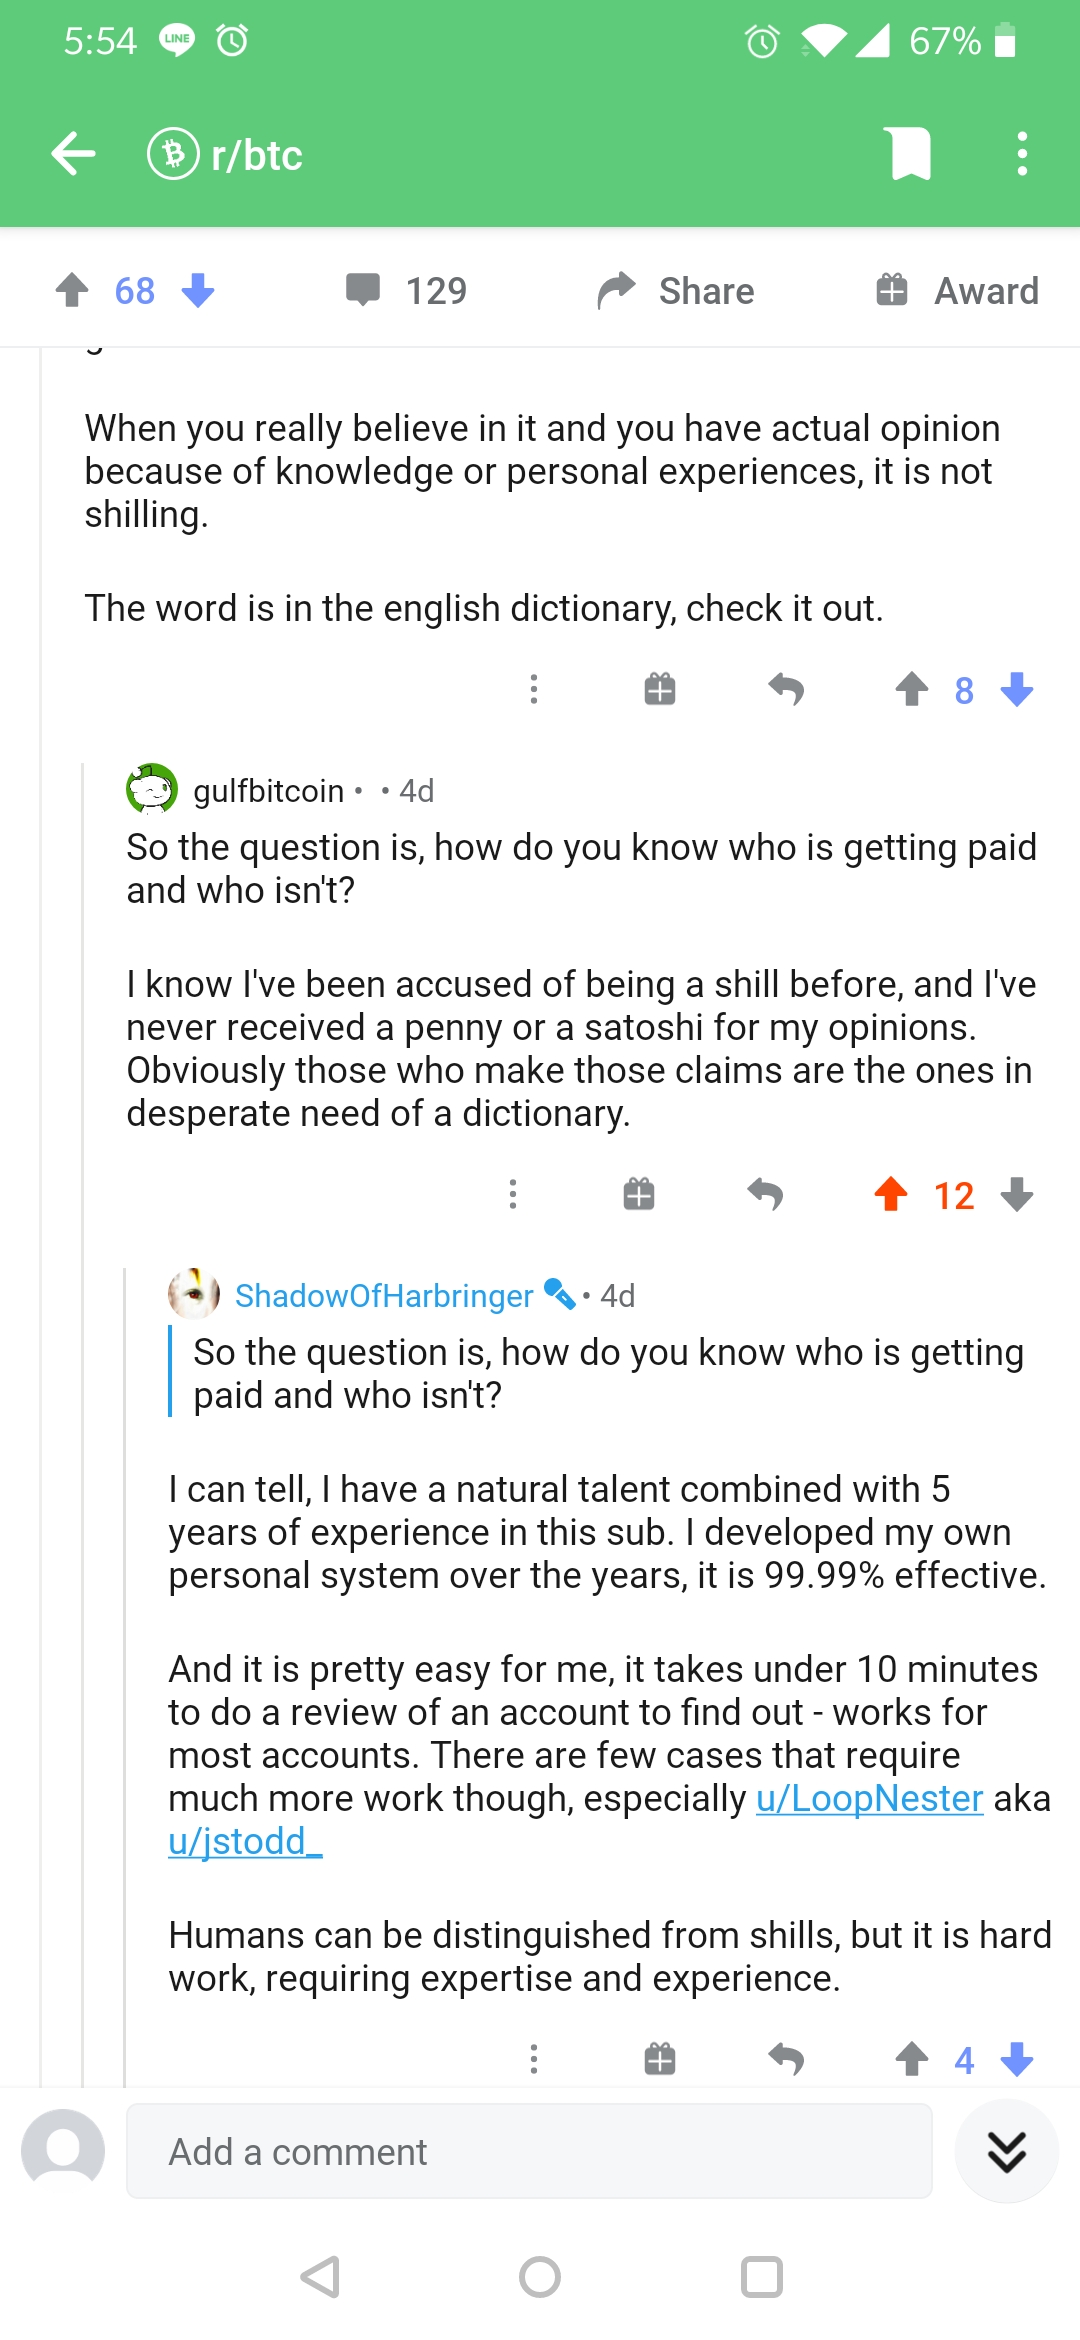 5:54 LINE 67%
r/btc
68 129 Share Award
When you really believe in it and you have actual opinion
because of knowledge or personal experiences, it is not
shilling.
The word is in the english dictionary, check it out.
8
gulfbitcoin • • 4d
So the question is, how do you know who is getting paid
and who isn't?
I know I've been accused of being a shill before, and I've
never received a penny or a satoshi for my opinions.
Obviously those who make those claims are the ones in
desperate need of a dictionary.
12
ShadowOfHarbringer • 4d
So the question is, how do you know who is getting
paid and who isn't?
I can tell, I have a natural talent combined with 5
years of experience in this sub. I developed my own
personal system over the years, it is 99.99% effective.
And it is pretty easy for me, it takes under 10 minutes
to do a review of an account to find out - works for
most accounts. There are few cases that require
much more work though, especially u/LoopNester aka
u/jstodd_
Humans can be distinguished from shills, but it is hard
work, requiring expertise and experience.
4
Add a comment